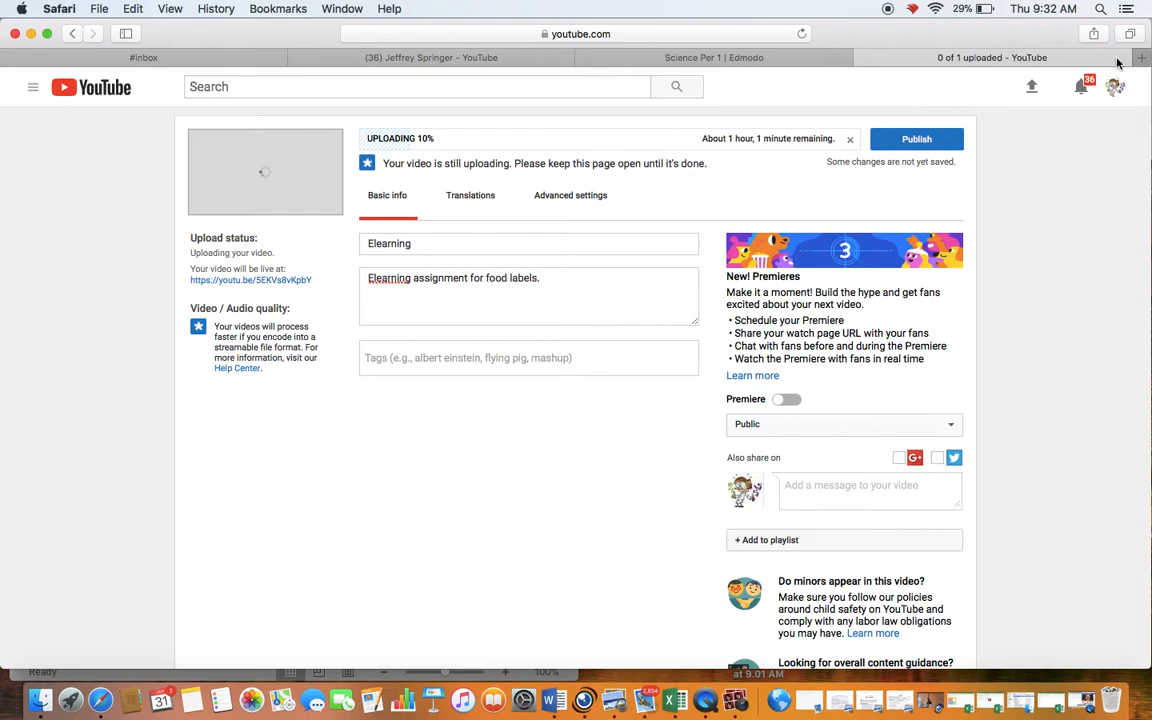 Safari File Edit View History Bookmarks Window Help 29% Thu 9:32 AM
youtube.com
#inbox (36) Jeffrey Springer - YouTube Science Per 1 | Edmodo 0 of 1 uploaded - YouTube
YouTube Search 36
UPLOADING 10% About 1 hour, 1 minute remaining. Publish
Your video is still uploading. Please keep this page open until it's done. Some changes are not yet saved.
Basic info Translations Advanced settings
Upload status:
Uploading your video.
Your video will be live at:
https://youtu.be/5EKVs8vKpbY
Video / Audio quality:
Your videos will process
faster if you encode into a
streamable file format. For
more information, visit our
Help Center.
Elearning
Elearning assignment for food labels.
Tags (e.g., albert einstein, flying pig, mashup)
3
New! Premieres
Make it a moment! Build the hype and get fans
excited about your next video.
• Schedule your Premiere
• Share your watch page URL with your fans
• Chat with fans before and during the Premiere
• Watch the Premiere with fans in real time
Learn more
Premiere
Public
Also share on G+
Add a message to your video
+ Add to playlist
Do minors appear in this video?
Make sure you follow our policies
around child safety on YouTube and
comply with any labor law obligations
you may have. Learn more
Looking for overall content guidance?
Ready 100% at 9.01 AM
31 2 2,854